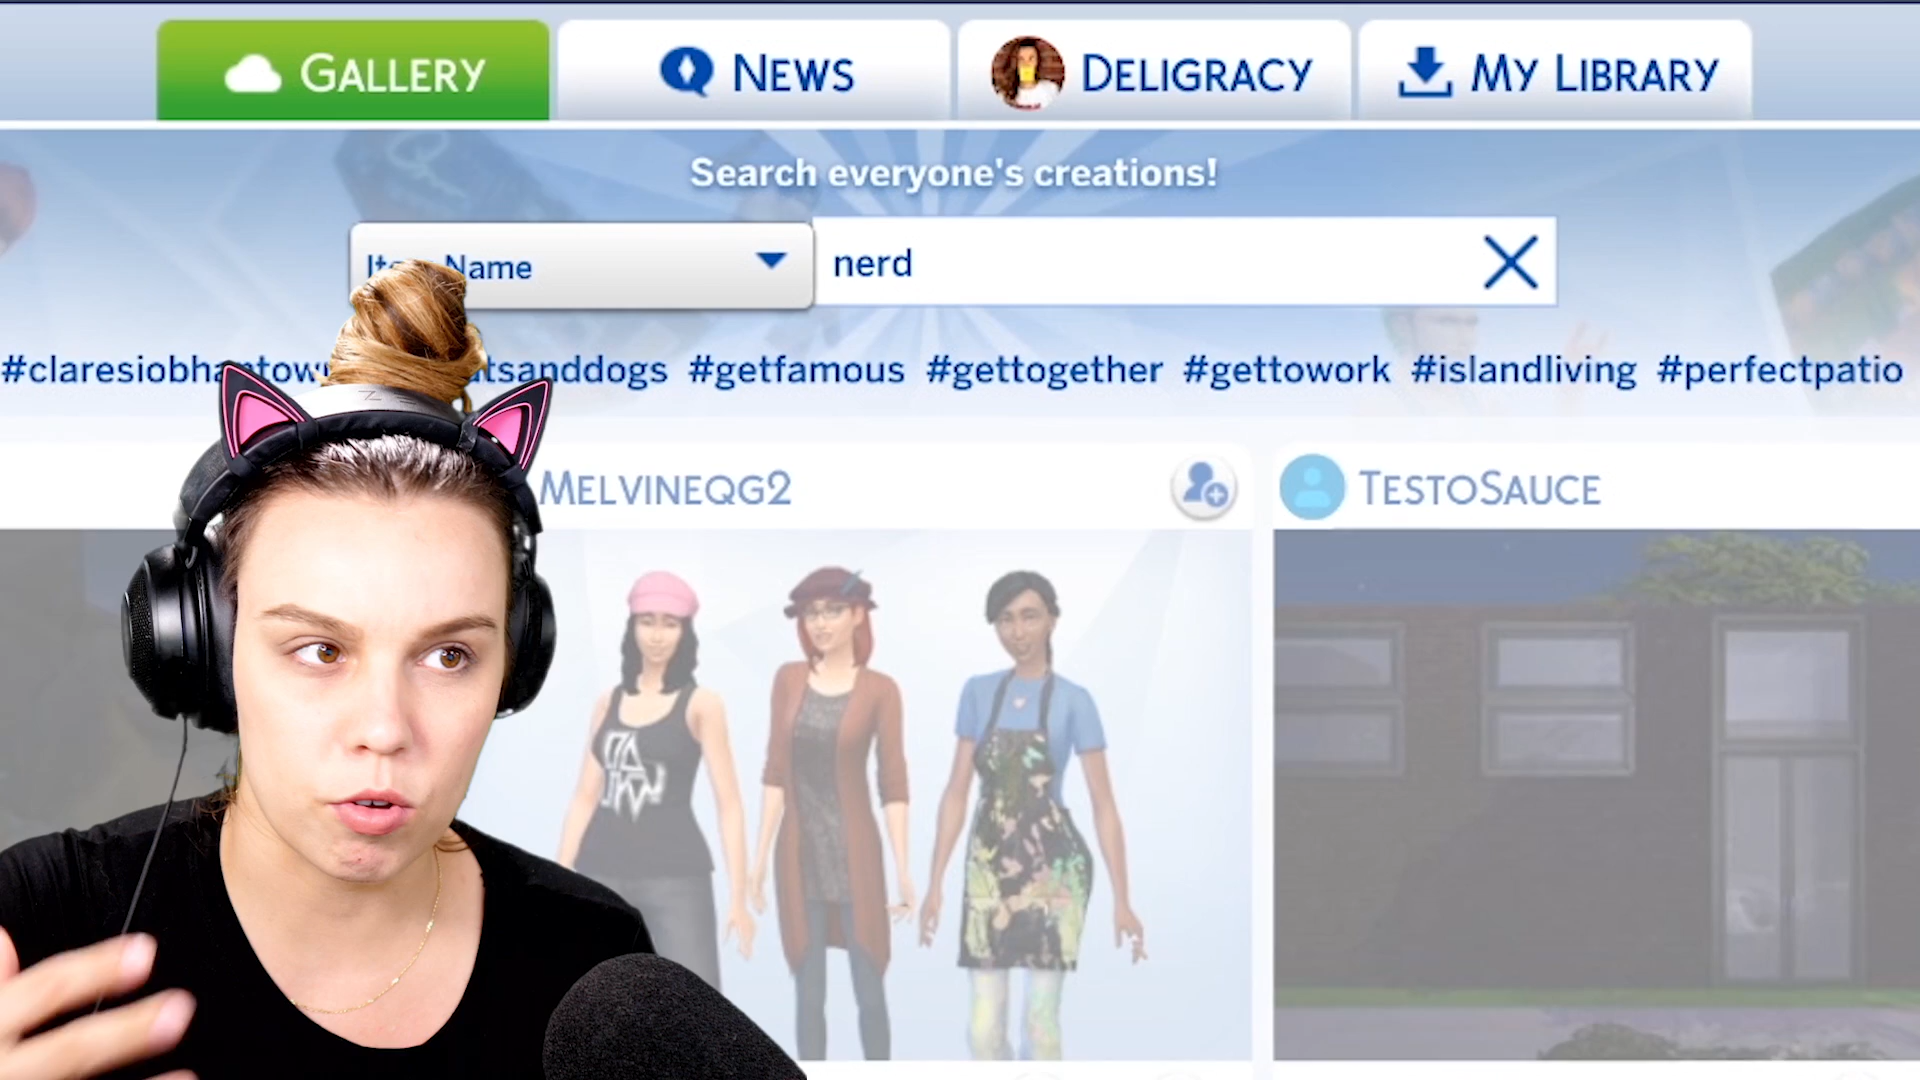 GALLERY
NEWS
DELIGRACY
MY LIBRARY
Search everyone's creations!
Name
nerd
#getfamous #gettogether #gettowork #islandliving #perfectpatio
MELVINEQG2
TESTOSAUCE